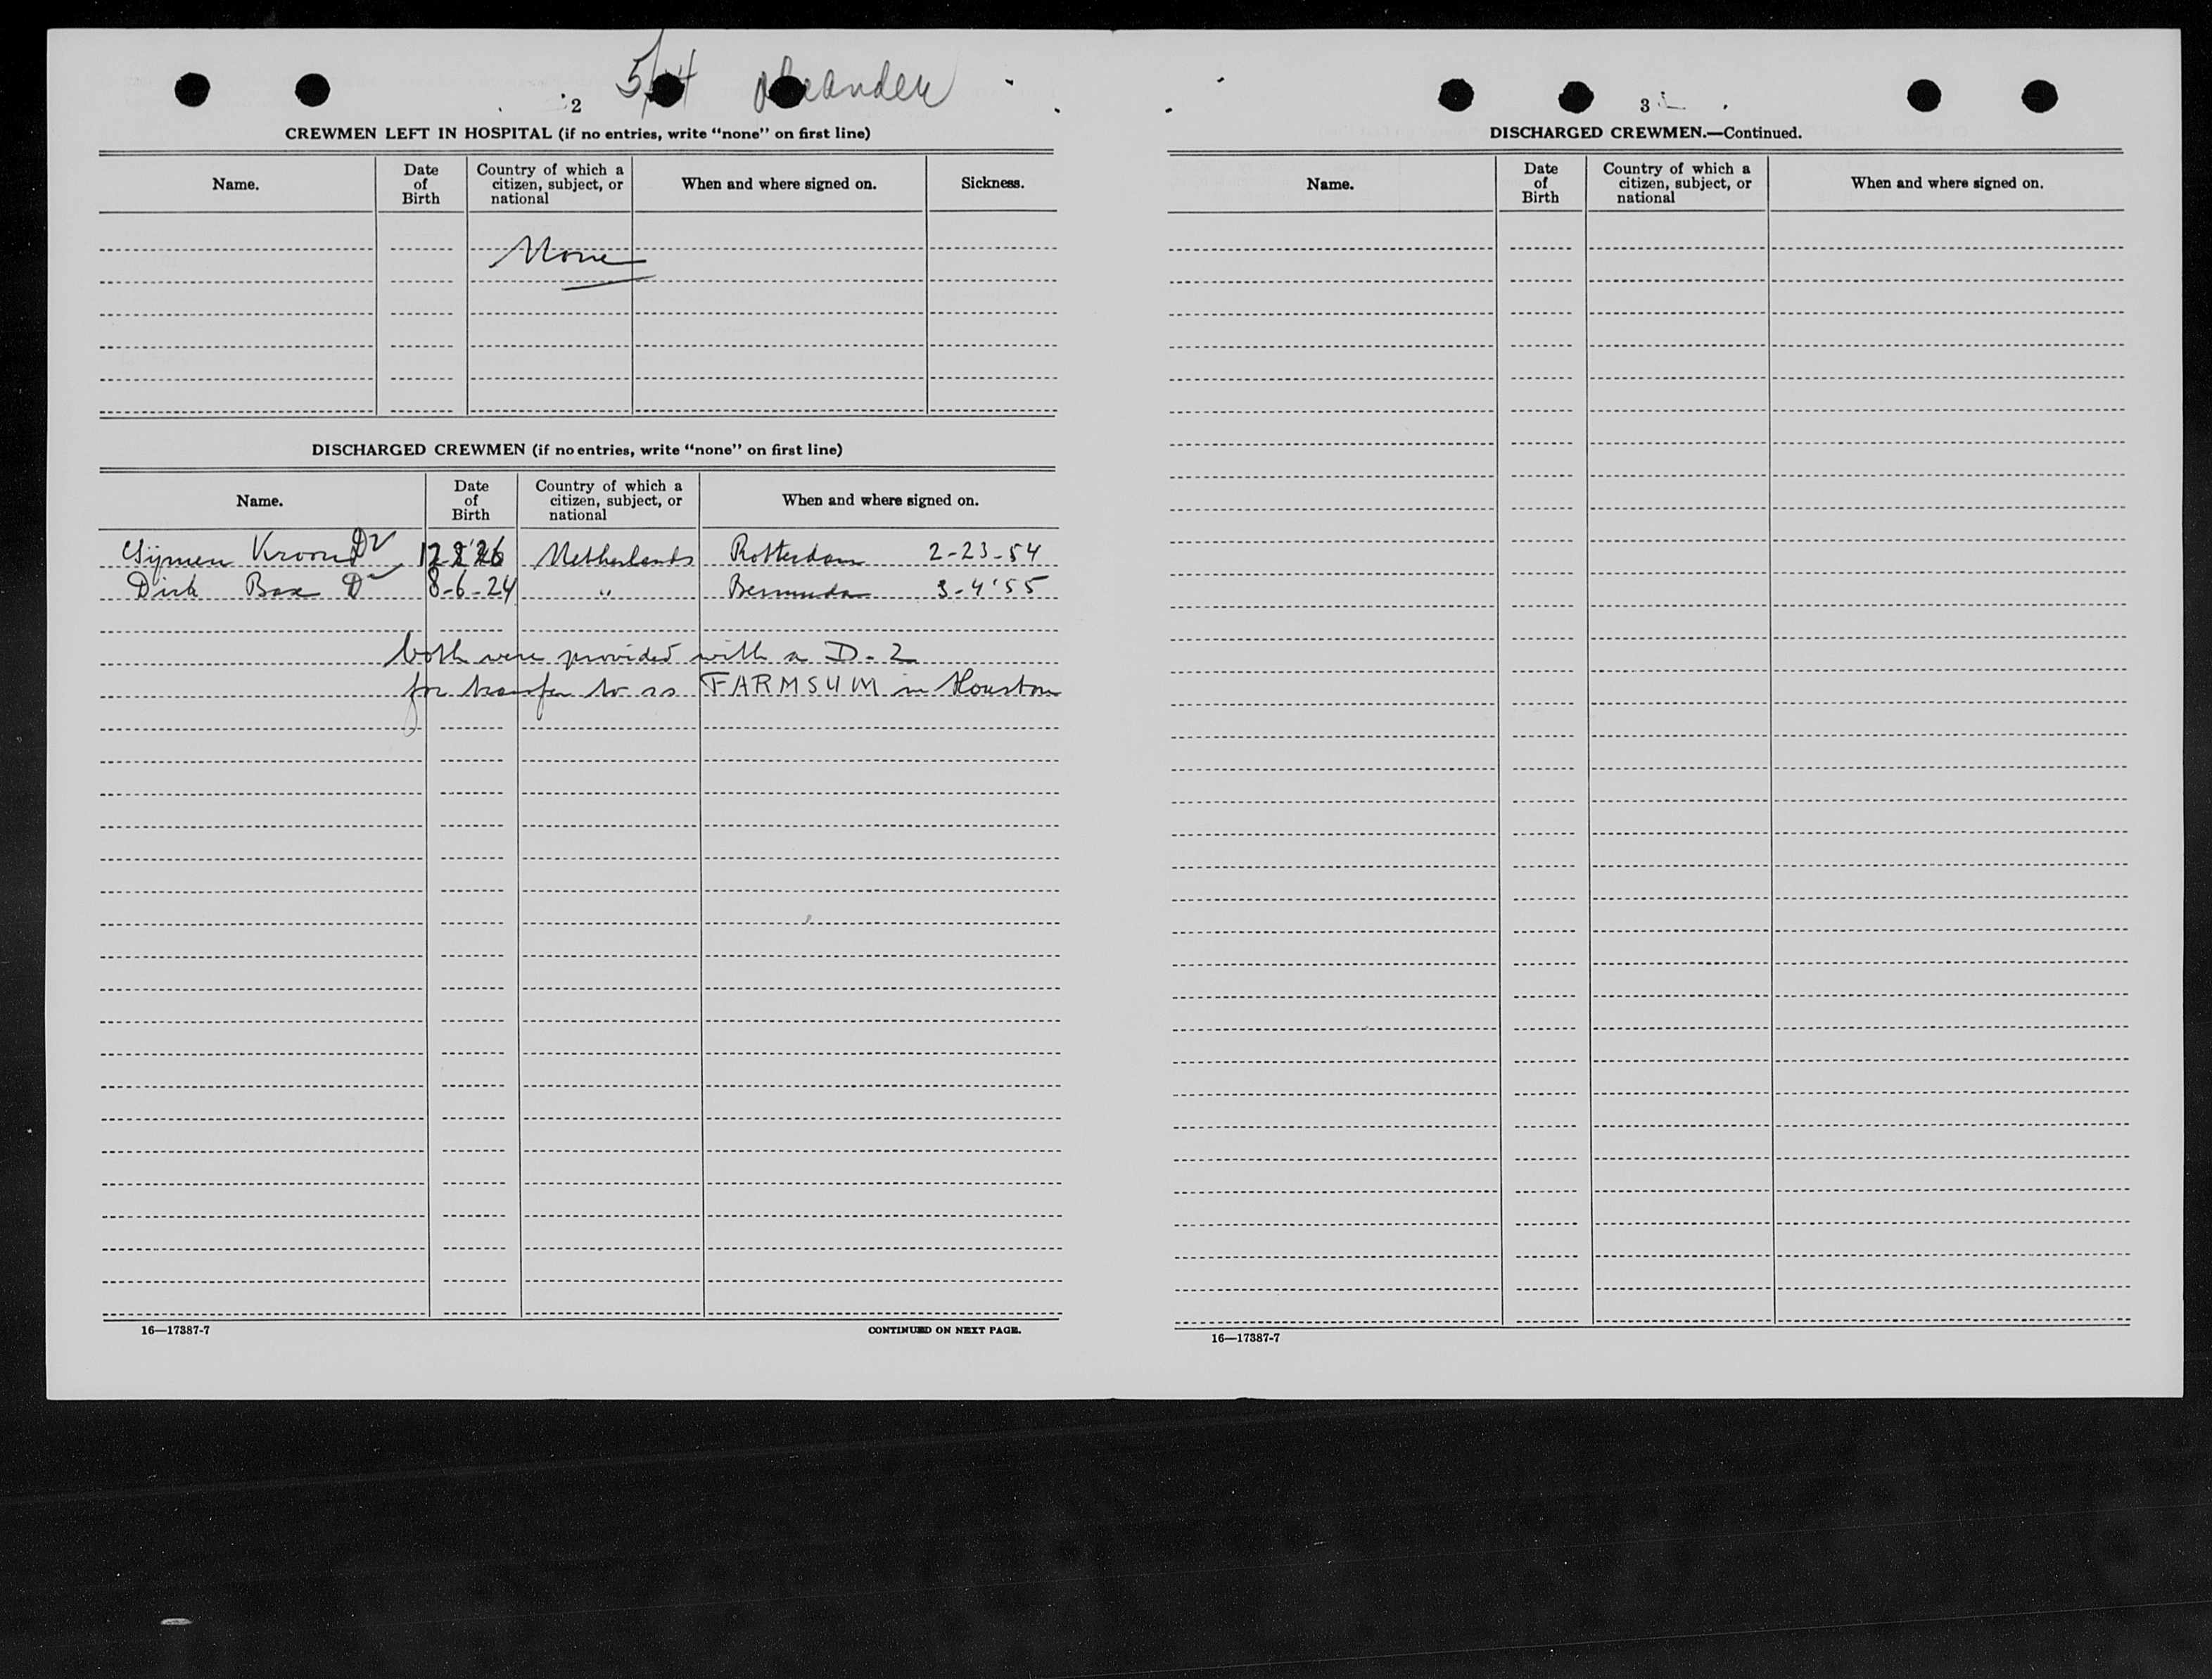 2
CREWMEN LEFT IN HOSPITAL (if no entries, write “none” on first line)
Name. Date of Birth Country of which a citizen, subject, or national When and where signed on. Sickness.
None
DISCHARGED CREWMEN (if no entries, write “none” on first line)
Name. Date of Birth Country of which a citizen, subject, or national When and where signed on.
Sijmen Kroon Netherlands Rotterdam 2-23-54
Dirk Bax D 8-6-24 " Bermuda 3-4'55
both were provided with a D-2
for transfer to ss FARMSUM in Houston
16—17387-7 CONTINUED ON NEXT PAGE.
3
DISCHARGED CREWMEN.—Continued.
Name. Date of Birth Country of which a citizen, subject, or national When and where signed on.
16—17387-7